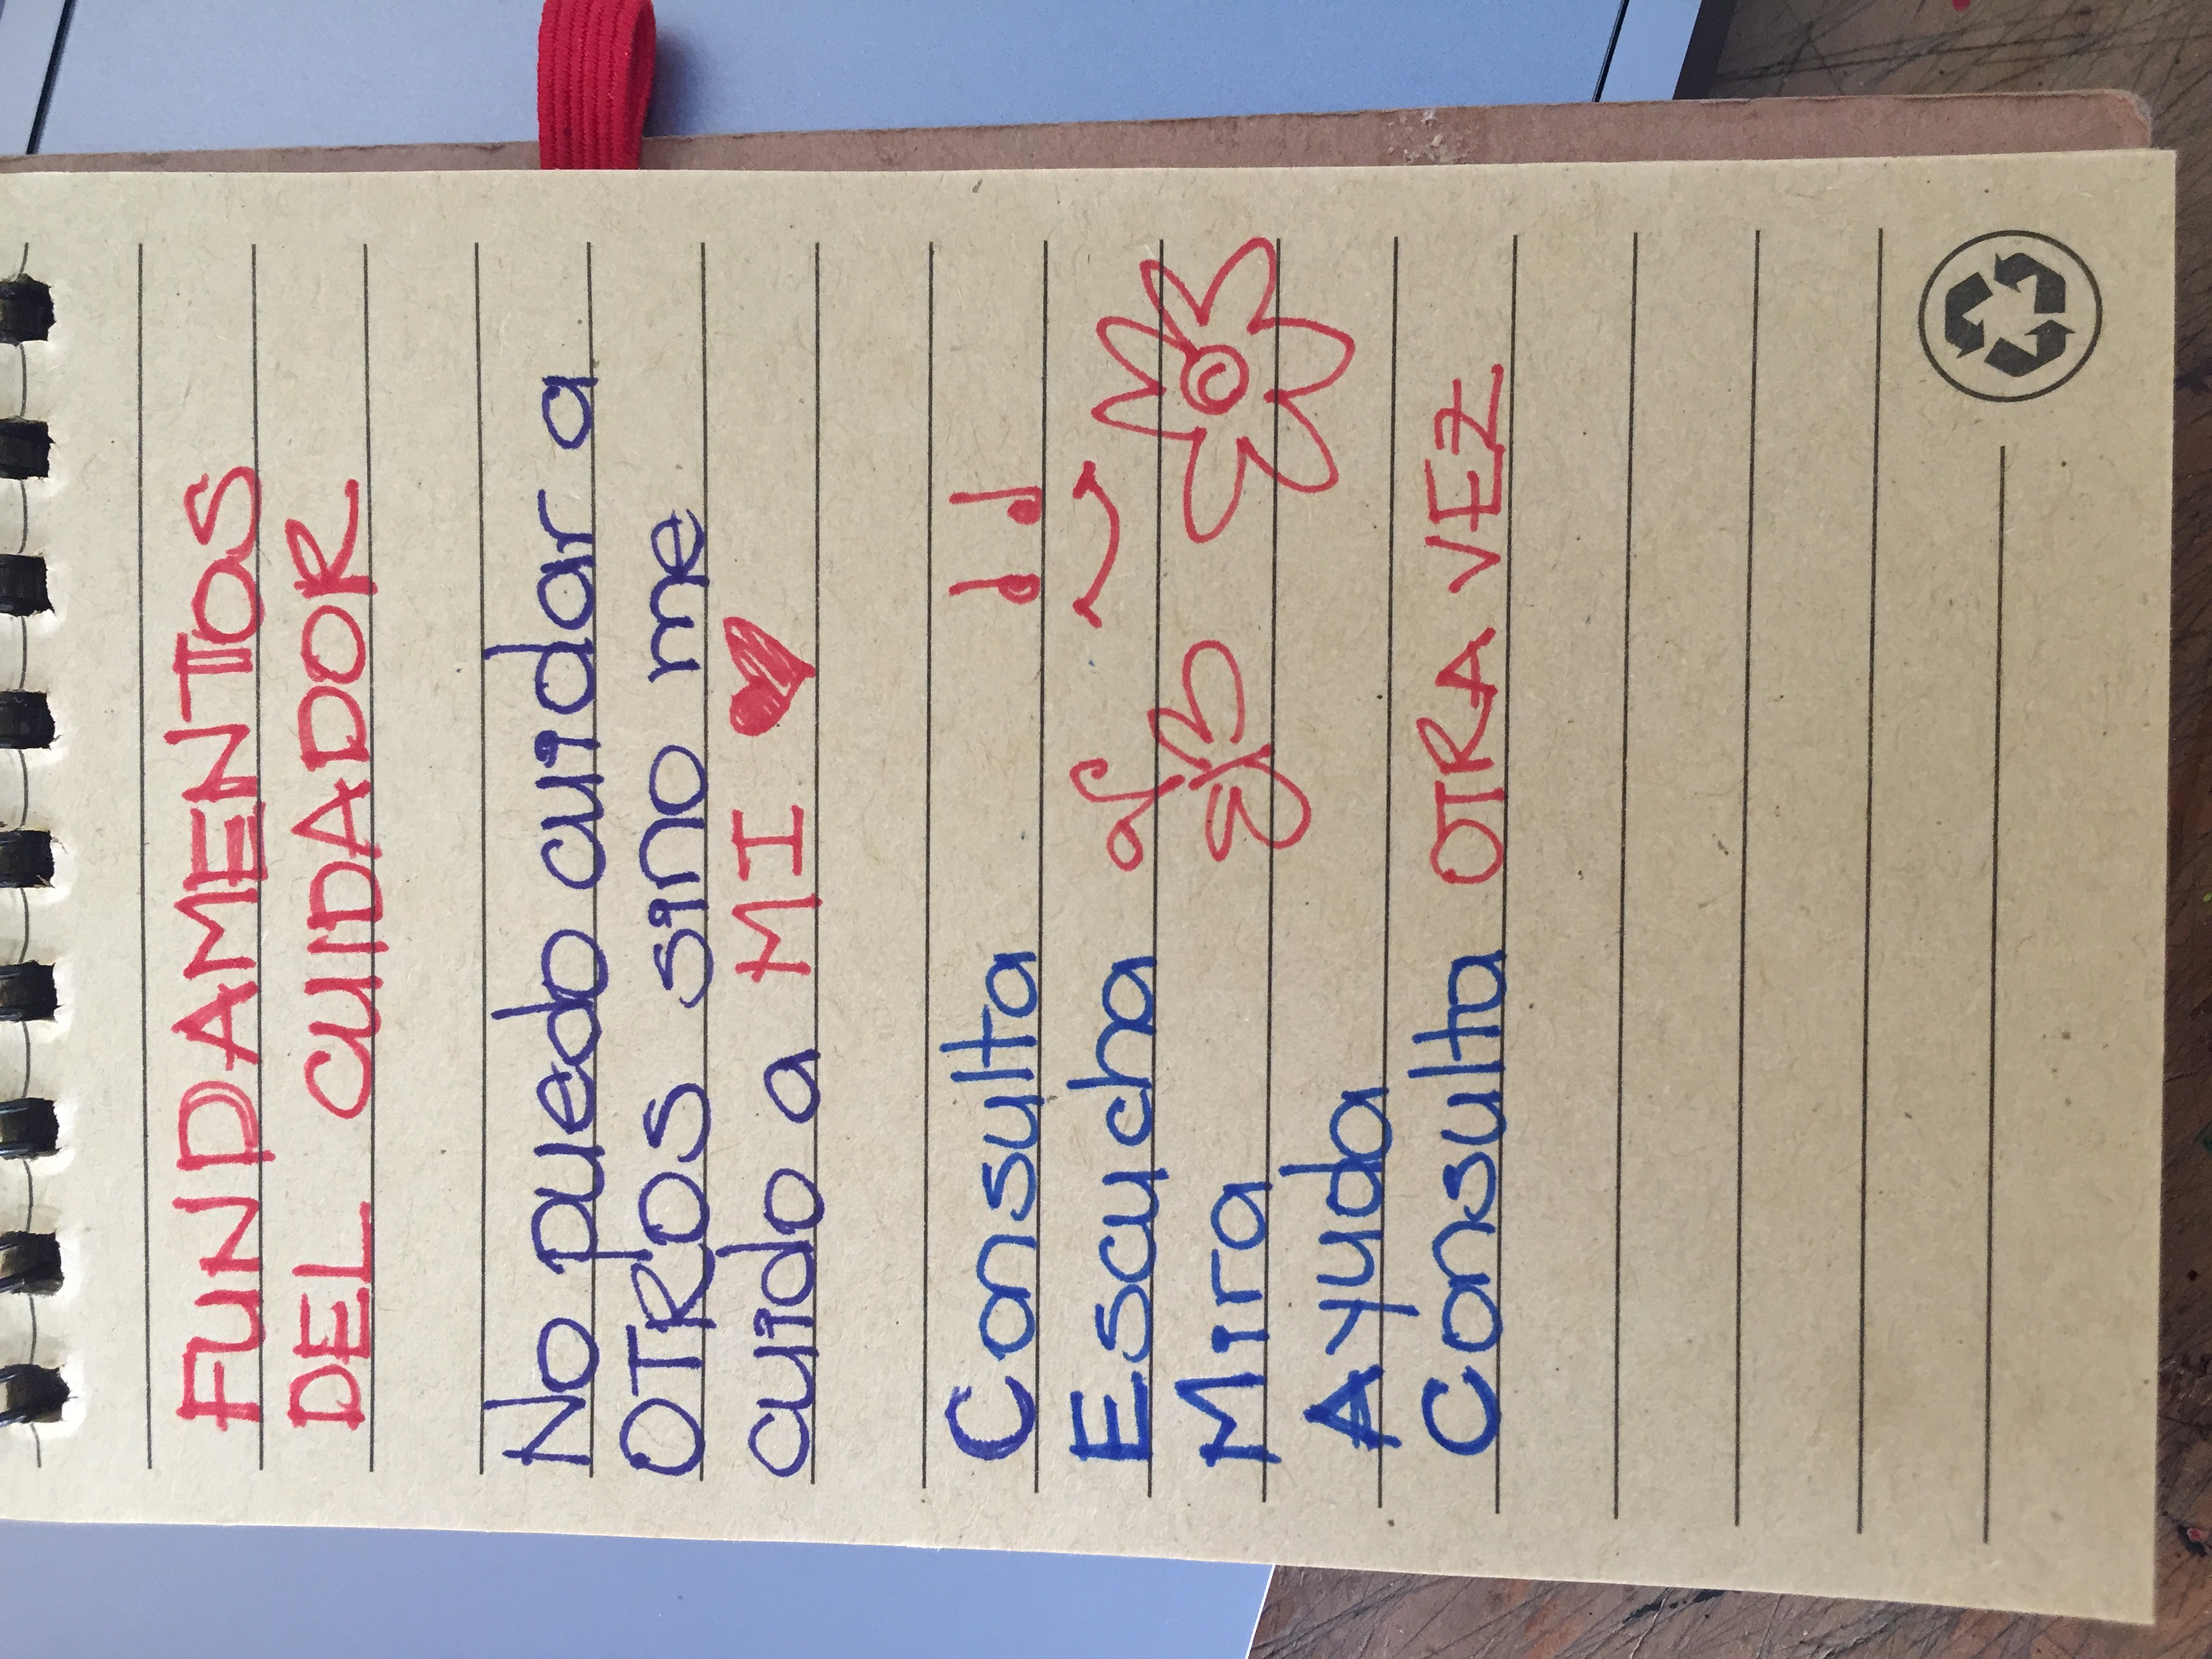 FUNDAMENTOS
DEL CUIDADOR
No puedo cuidar a
OTROS sino me
cuido a MI
Consulta
Escucha
Mira
Ayuda
Consulta OTRA VEZ